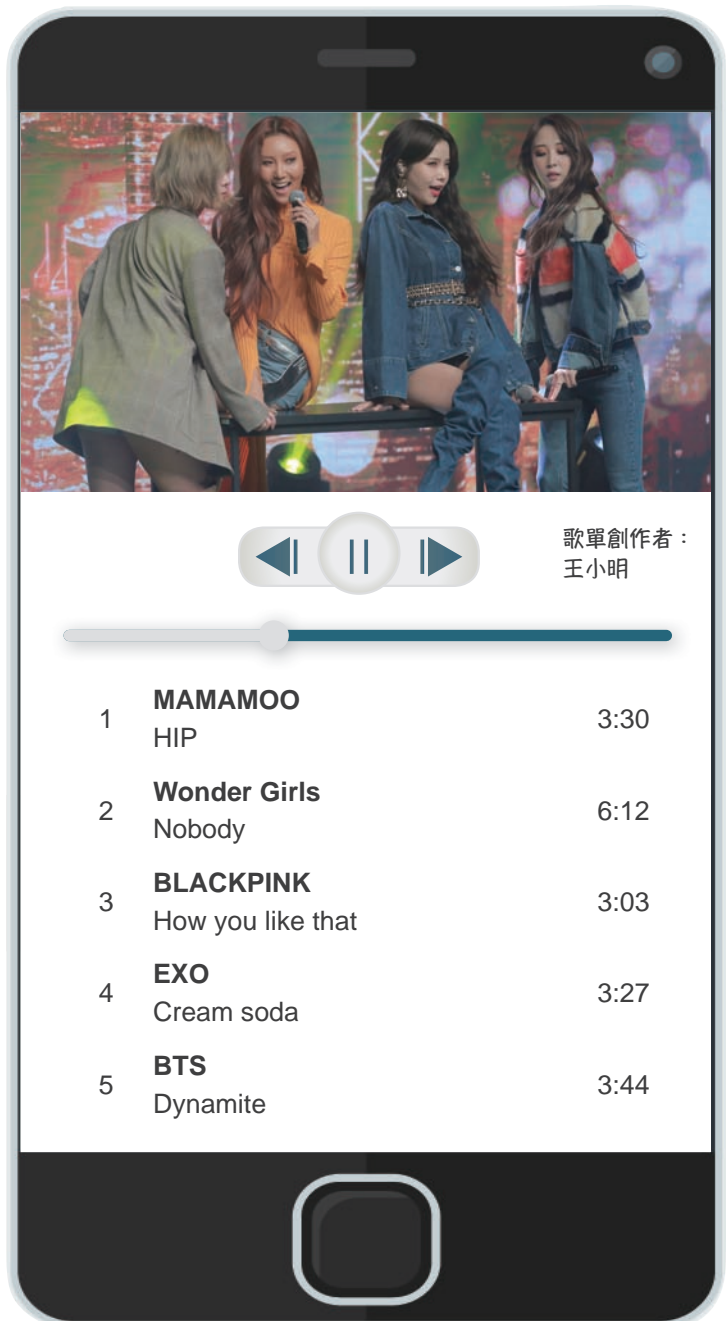 歌單創作者：
王小明
1
MAMAMOO
HIP
3:30
2
Wonder Girls
Nobody
6:12
3
BLACKPINK
How you like that
3:03
4
EXO
Cream soda
3:27
5
BTS
Dynamite
3:44